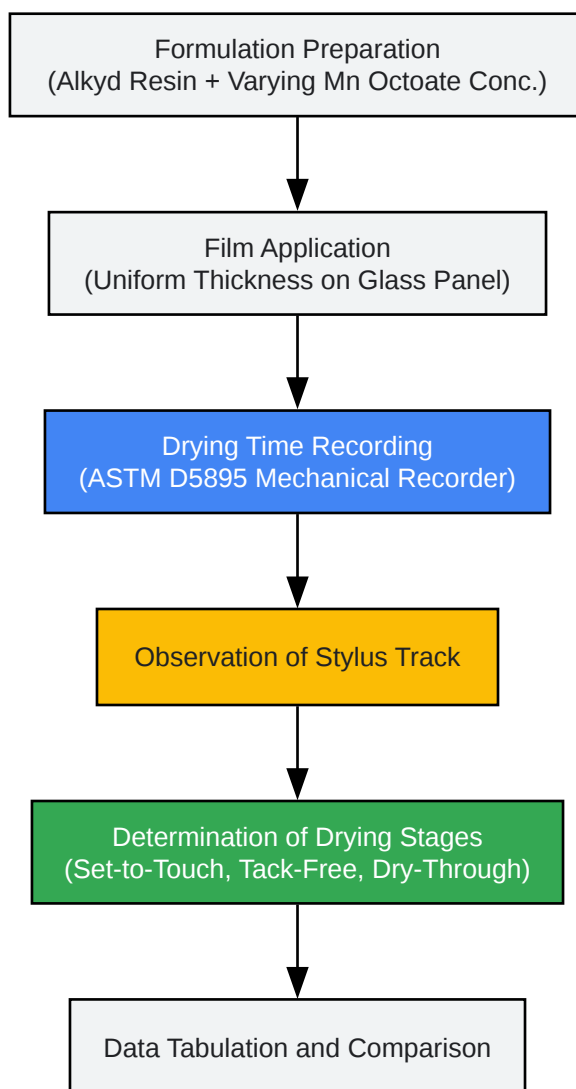 Formulation Preparation
(Alkyd Resin + Varying Mn Octoate Conc.)
Film Application
(Uniform Thickness on Glass Panel)
Drying Time Recording
(ASTM D5895 Mechanical Recorder)
Observation of Stylus Track
Determination of Drying Stages
(Set-to-Touch, Tack-Free, Dry-Through)
Data Tabulation and Comparison